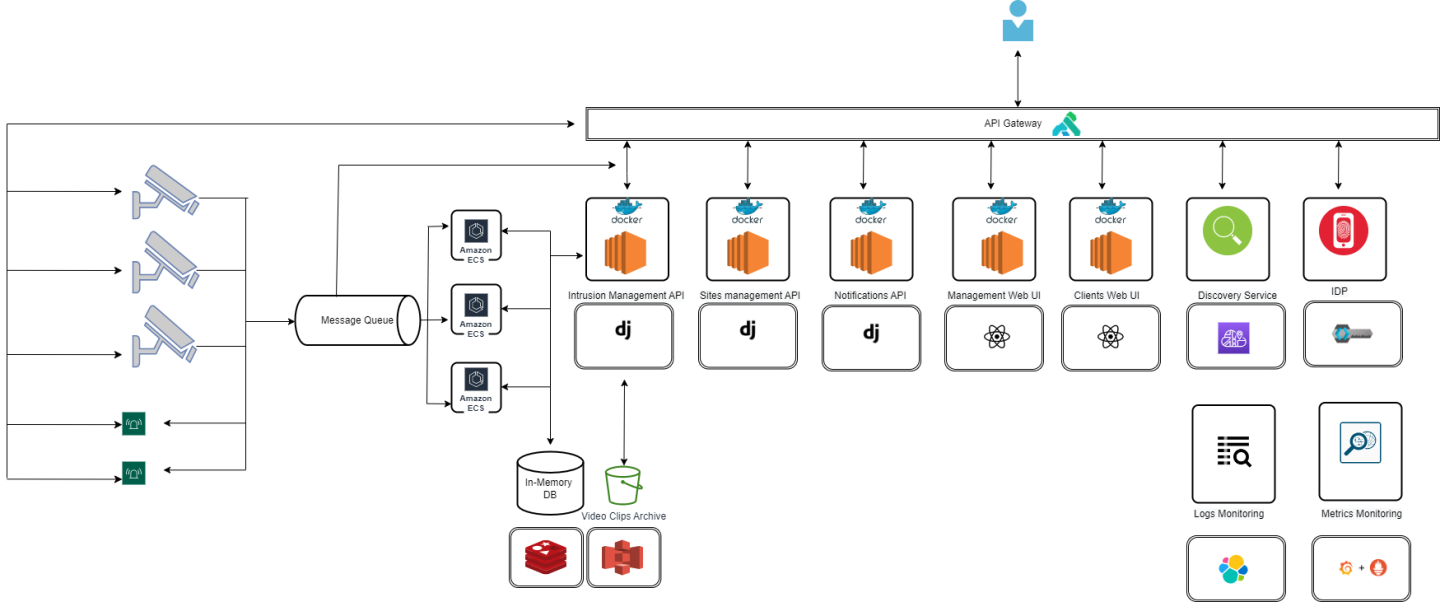 API Gateway
docker
docker
docker
docker
docker
Amazon
ECS
Amazon
ECS
Amazon
ECS
Message Queue
Intrusion Management API
Sites management API
Notifications API
Management Web UI
Clients Web UI
Discovery Service
IDP
dj
dj
dj
In-Memory
DB
Video Clips Archive
Logs Monitoring
Metrics Monitoring
+